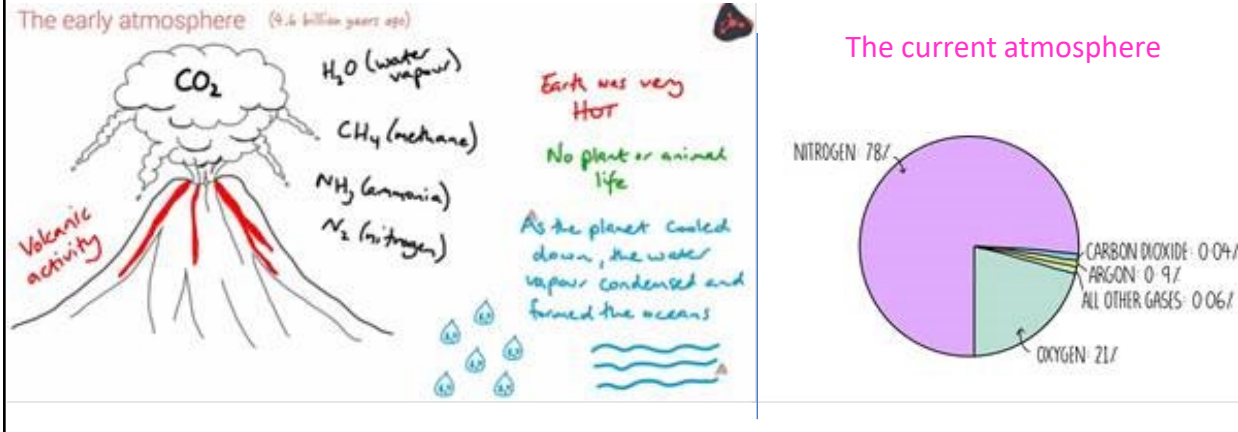 The early atmosphere (4.6 billion years ago)
CO₂
H₂O (water
vapour)
CH₄ (methane)
NH₃ (ammonia)
N₂ (nitrogen)
Volcanic
activity
Earth was very
HOT
No plant or animal
life
As the planet cooled
down, the water
vapour condensed and
formed the oceans
The current atmosphere
NITROGEN: 78%
CARBON DIOXIDE: 0.04%
ARGON: 0.9%
ALL OTHER GASES: 0.06%
OXYGEN: 21%